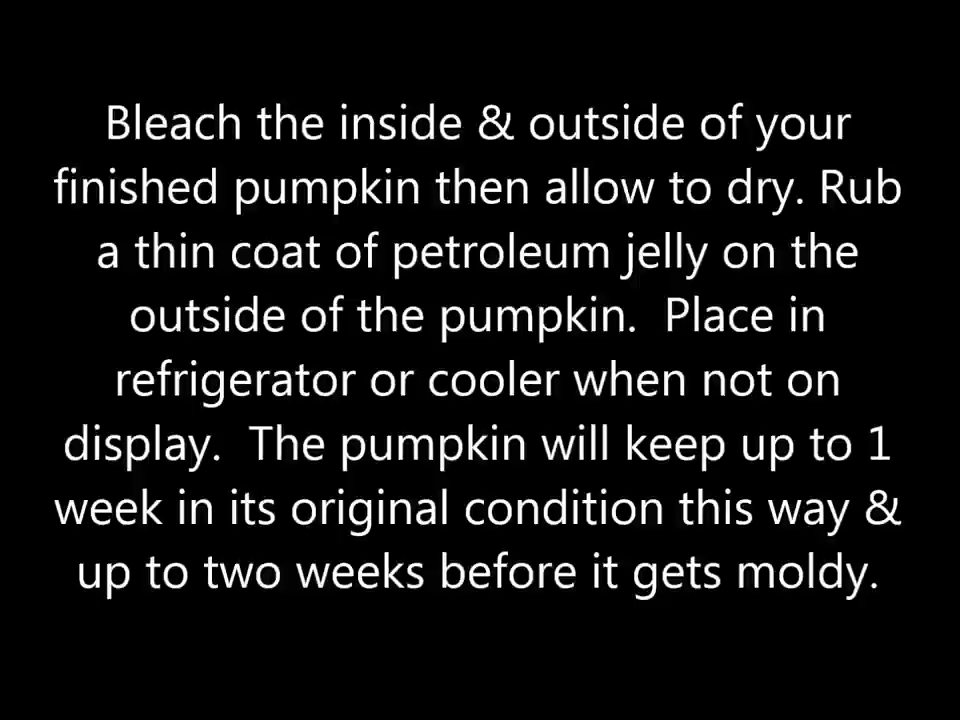 Bleach the inside & outside of your
finished pumpkin then allow to dry. Rub
a thin coat of petroleum jelly on the
outside of the pumpkin.  Place in
refrigerator or cooler when not on
display.  The pumpkin will keep up to 1
week in its original condition this way &
up to two weeks before it gets moldy.